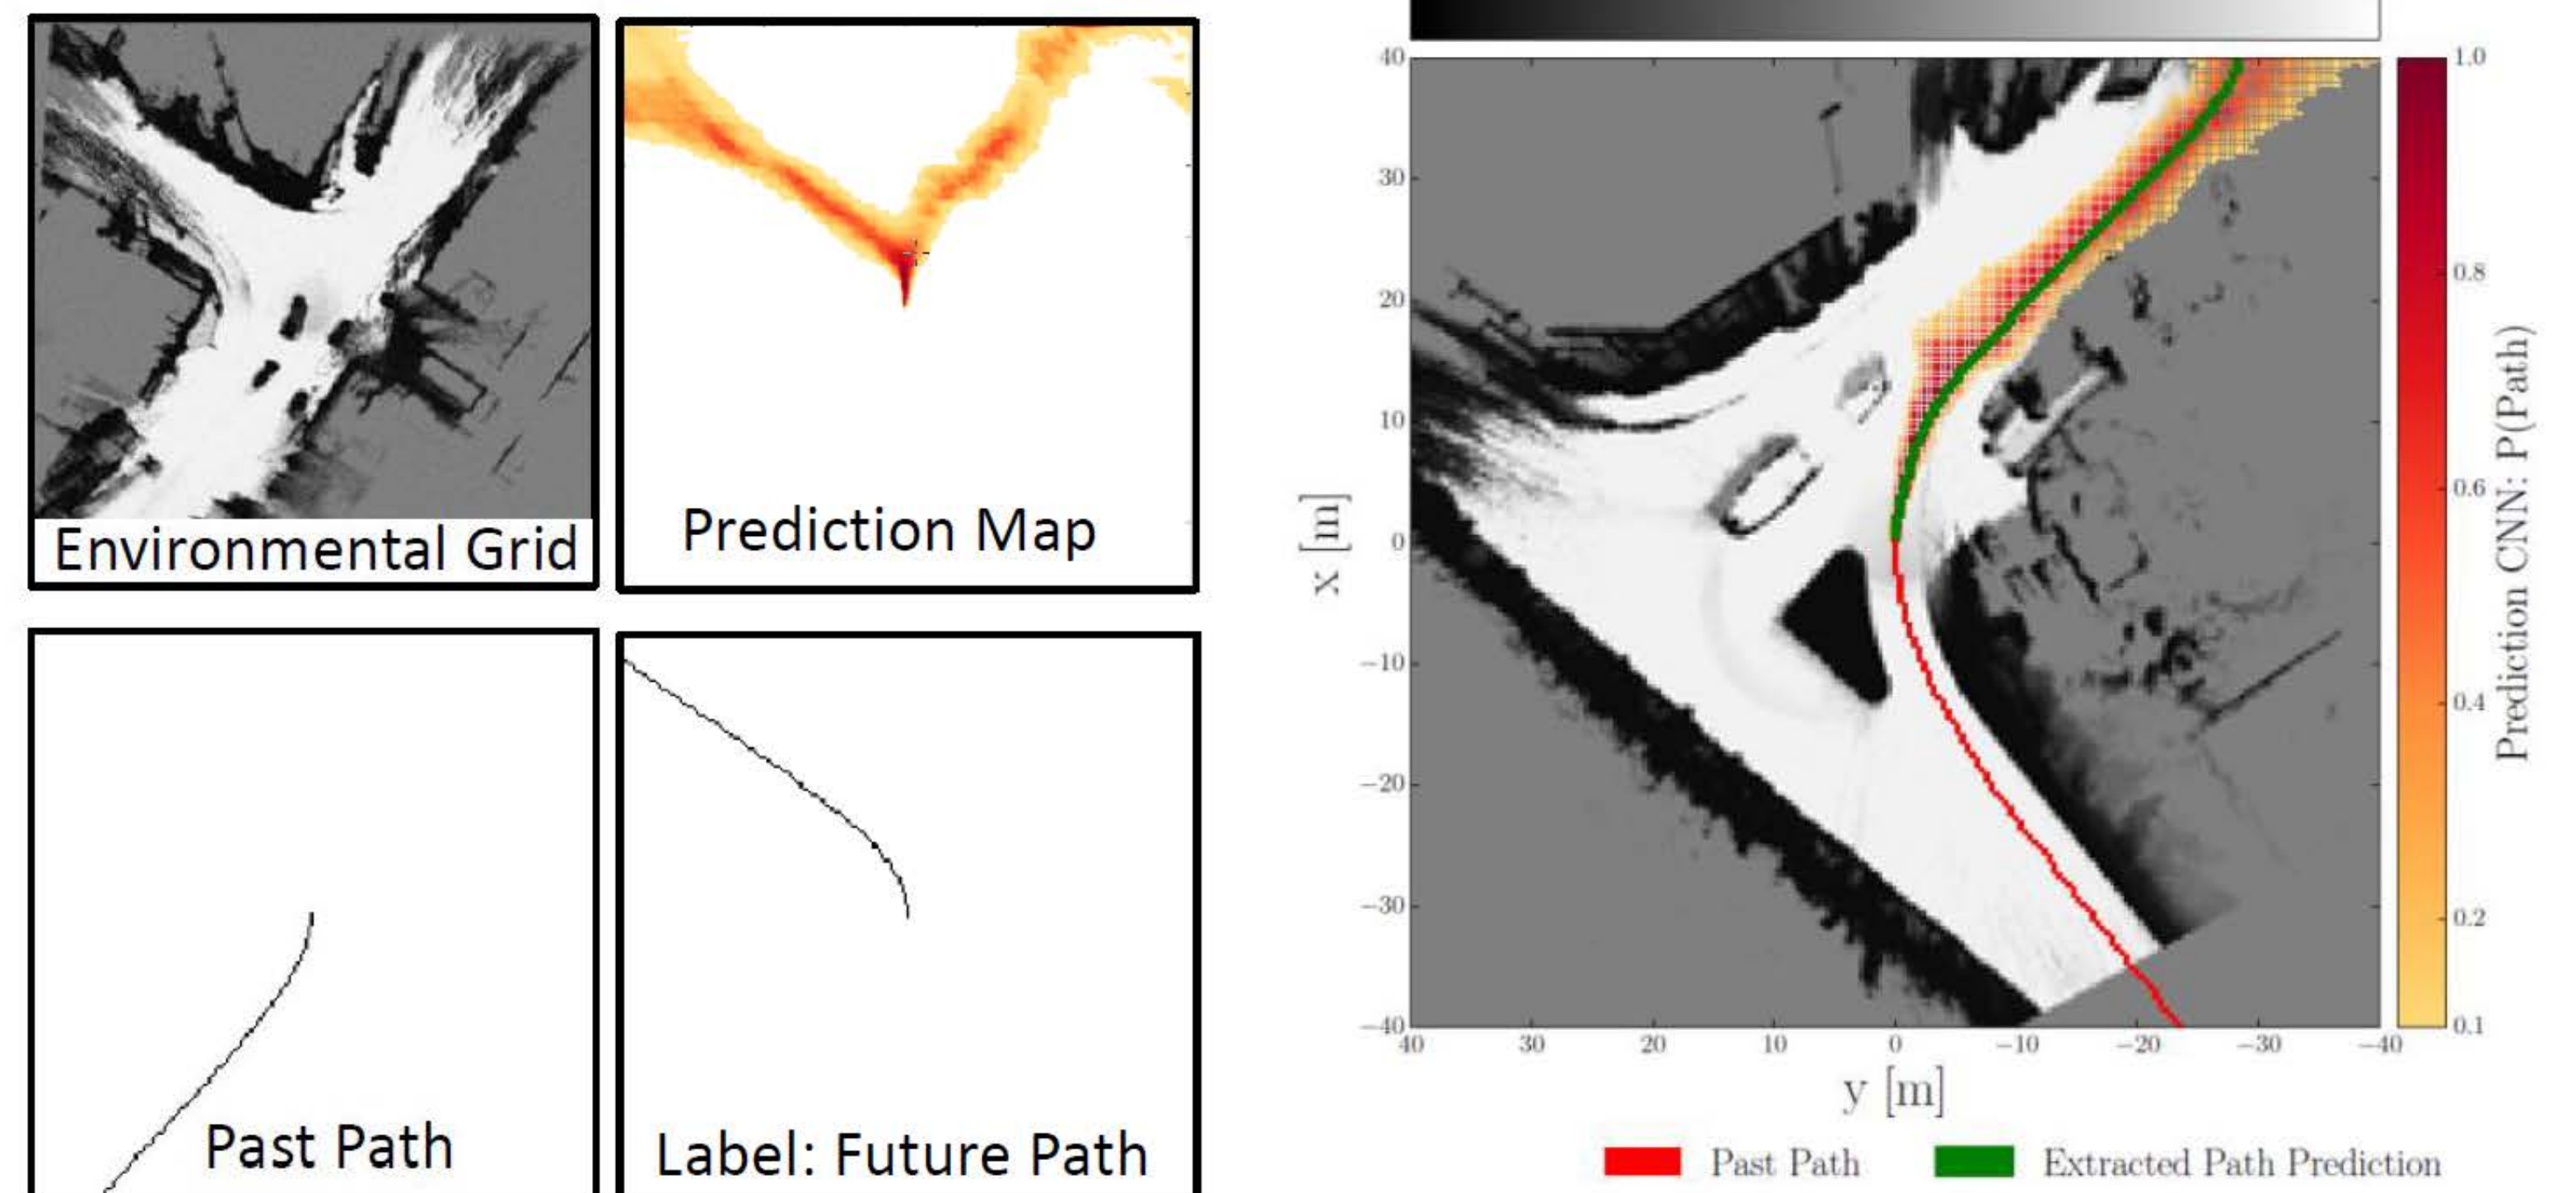 Environmental Grid
Prediction Map
Past Path
Label: Future Path
40
30
20
10
0
−10
−20
−30
−40
x [m]
40 30 20 10 0 −10 −20 −30 −40
y [m]
1.0
0.8
0.6
0.4
0.2
0.1
Prediction CNN: P(Path)
Past Path
Extracted Path Prediction